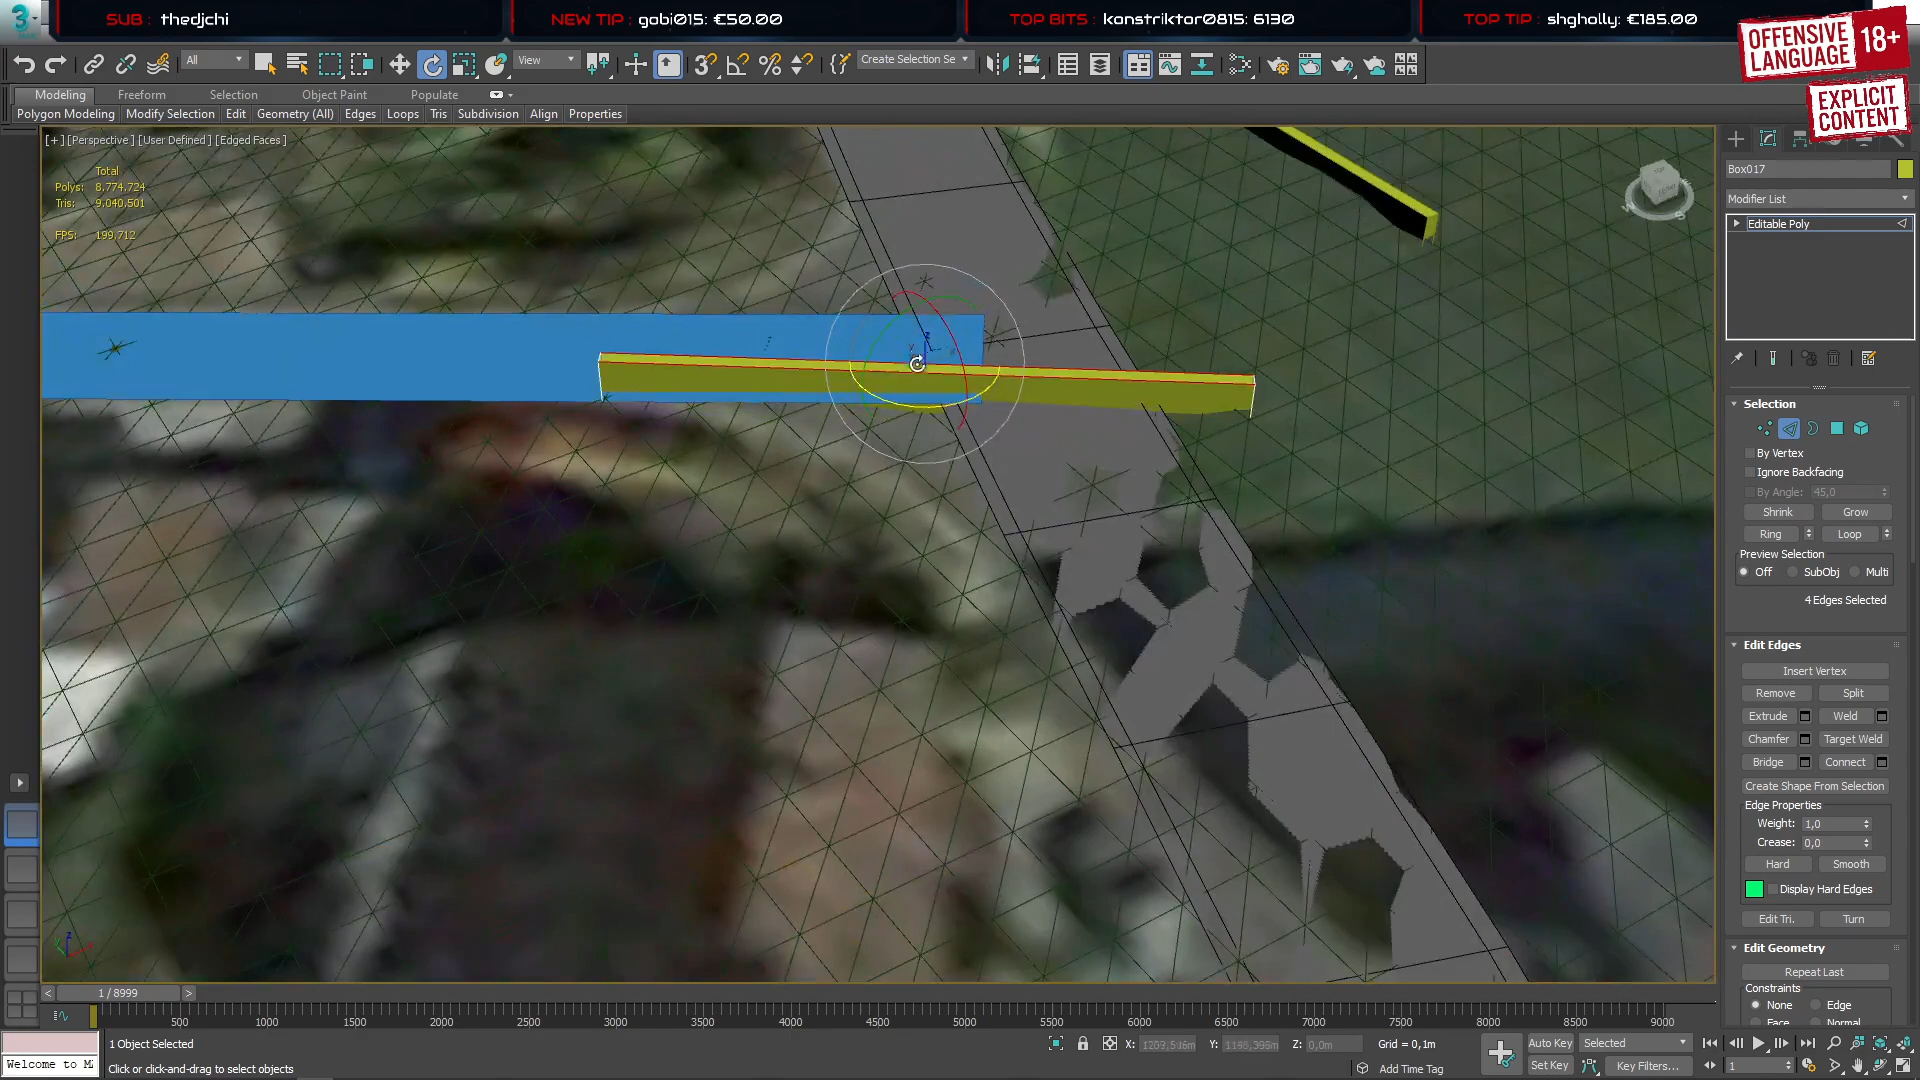 SUB : thedjchi
NEW TIP : gobi015: €50.00
TOP BITS : konstriktor0815: 6130
TOP TIP : shgholly: €185.00
OFFENSIVE LANGUAGE 18+
EXPLICIT CONTENT
All
View
Create Selection Se
Modeling Freeform Selection Object Paint Populate
Polygon Modeling Modify Selection Edit Geometry (All) Edges Loops Tris Subdivision Align Properties
[+] [Perspective] [User Defined] [Edged Faces]
Total
Polys: 8.774.724
Tris: 9.040.501
FPS: 199,712
Box017
Modifier List
Editable Poly
Selection
By Vertex
Ignore Backfacing
By Angle: 45,0
Shrink Grow
Ring Loop
Preview Selection
Off SubObj Multi
4 Edges Selected
Edit Edges
Insert Vertex
Remove Split
Extrude Weld
Chamfer Target Weld
Bridge Connect
Create Shape From Selection
Edge Properties
Weight: 1,0
Crease: 0,0
Hard Smooth
Display Hard Edges
Edit Tri. Turn
Edit Geometry
Repeat Last
Constraints
None Edge
Face Normal
< 1 / 8999 >
500 1000 1500 2000 2500 3000 3500 4000 4500 5000 5500 6000 6500 7000 7500 8000 8500 9000
1 Object Selected
X: Y: Z: 0,0m Grid = 0,1m
Auto Key Selected
Welcome to M
Click or click-and-drag to select objects
Add Time Tag
Set Key Key Filters... 1